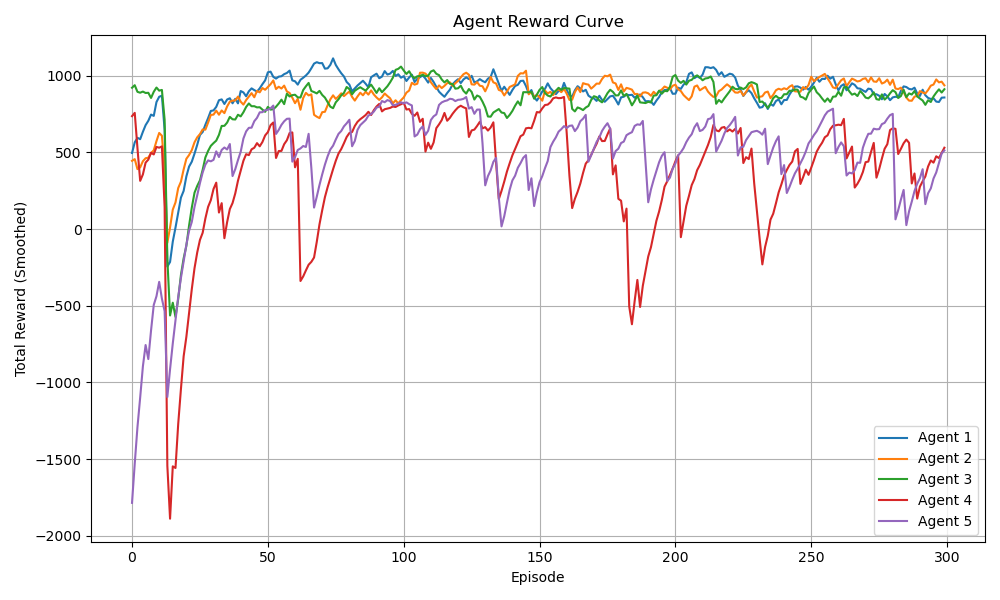 Agent Reward Curve
Total Reward (Smoothed)
1000
500
0
−500
−1000
−1500
−2000
0 50 100 150 200 250 300
Episode
Agent 1
Agent 2
Agent 3
Agent 4
Agent 5